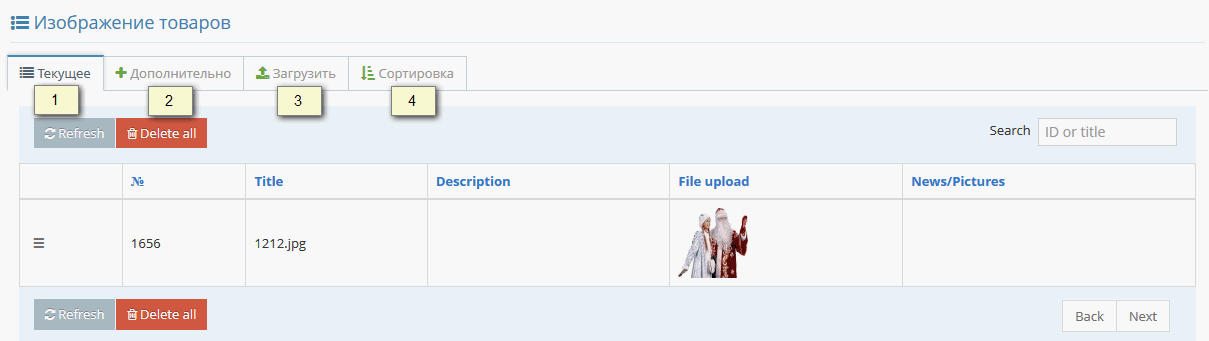 Изображение товаров
Текущее Дополнительно Загрузить Сортировка
1 2 3 4
Refresh Delete all Search ID or title
№ Title Description File upload News/Pictures
1656 1212.jpg
Refresh Delete all Back Next